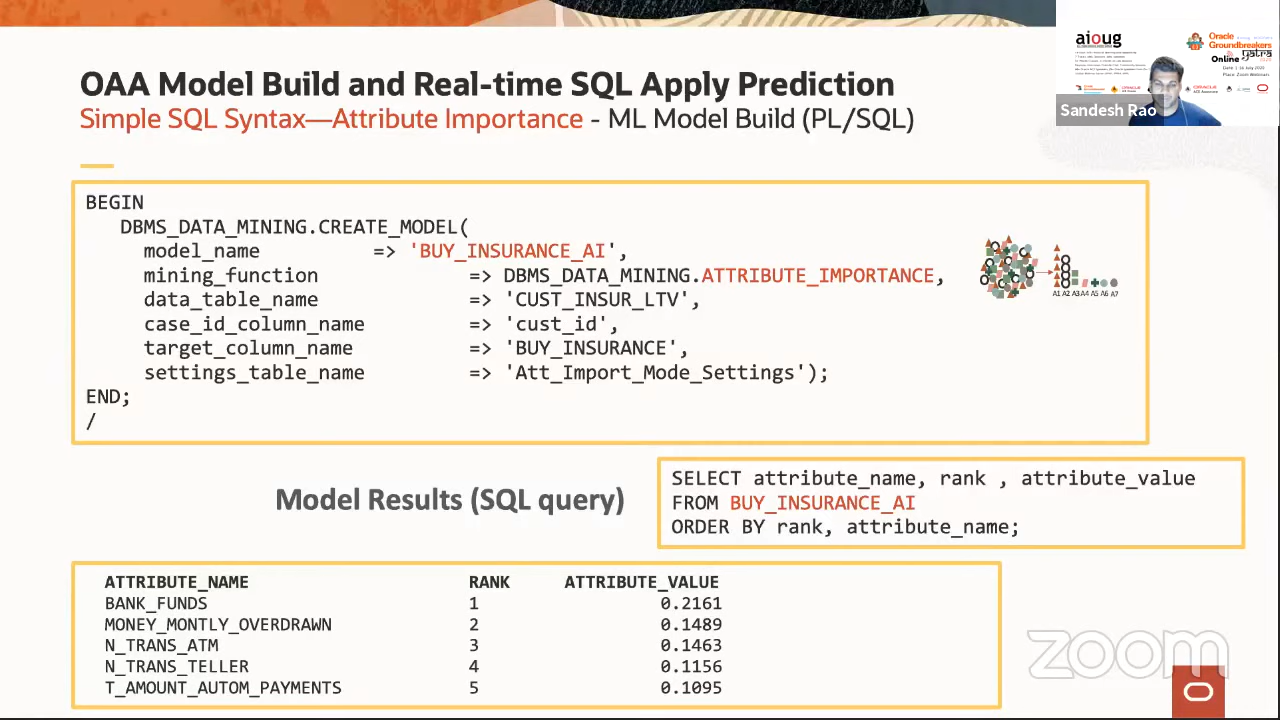 OAA Model Build and Real-time SQL Apply Prediction
Simple SQL Syntax—Attribute Importance - ML Model Build (PL/SQL)
aioug
Oracle
Groundbreakers
yatra
Online
Sandesh Rao
BEGIN
DBMS_DATA_MINING.CREATE_MODEL(
model_name => 'BUY_INSURANCE_AI',
mining_function => DBMS_DATA_MINING.ATTRIBUTE_IMPORTANCE,
data_table_name => 'CUST_INSUR_LTV',
case_id_column_name => 'cust_id',
target_column_name => 'BUY_INSURANCE',
settings_table_name => 'Att_Import_Mode_Settings');
END;
/
A1 A2 A3 A4 A5 A6 A7
Model Results (SQL query)
SELECT attribute_name, rank , attribute_value
FROM BUY_INSURANCE_AI
ORDER BY rank, attribute_name;
ATTRIBUTE_NAME RANK ATTRIBUTE_VALUE
BANK_FUNDS 1 0.2161
MONEY_MONTLY_OVERDRAWN 2 0.1489
N_TRANS_ATM 3 0.1463
N_TRANS_TELLER 4 0.1156
T_AMOUNT_AUTOM_PAYMENTS 5 0.1095
zoom